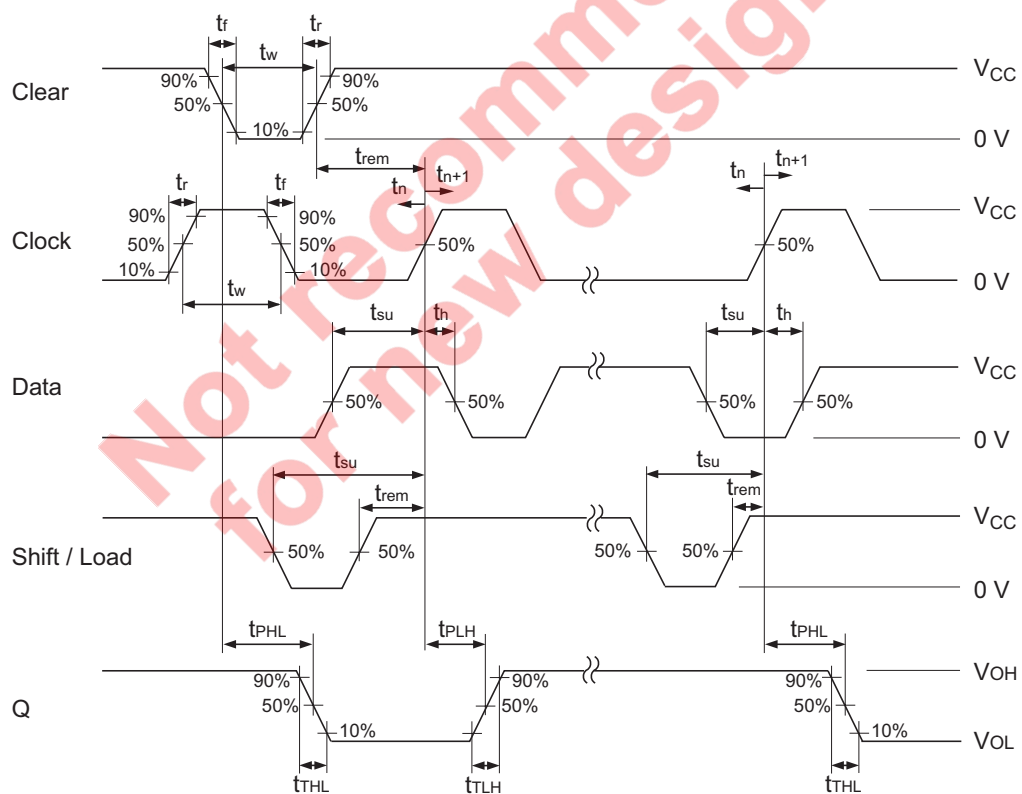 tf
tr
tw
Clear
90%
90%
VCC
50%
50%
10%
0 V
trem
tn
tn+1
tn
tn+1
tr
tf
90%
90%
VCC
Clock
50%
50%
50%
50%
10%
10%
0 V
tw
tsu
th
tsu
th
Data
VCC
50%
50%
50%
50%
0 V
tsu
tsu
trem
trem
VCC
Shift / Load
50%
50%
50%
50%
0 V
tPHL
tPLH
tPHL
VOH
90%
90%
90%
Q
50%
50%
50%
10%
10%
VOL
tTHL
tTLH
tTHL
Not recomme
for new desig